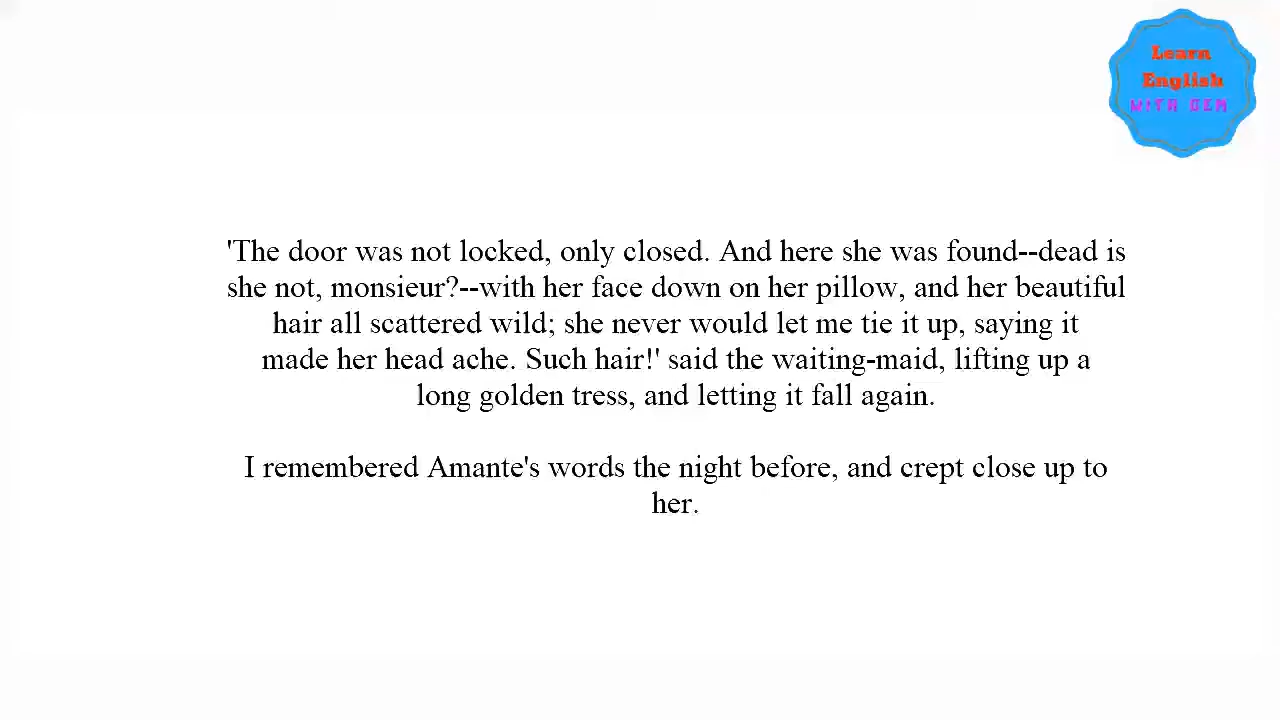 Learn
English
WITH GEM
'The door was not locked, only closed. And here she was found--dead is
she not, monsieur?--with her face down on her pillow, and her beautiful
hair all scattered wild; she never would let me tie it up, saying it
made her head ache. Such hair!' said the waiting-maid, lifting up a
long golden tress, and letting it fall again.
I remembered Amante's words the night before, and crept close up to
her.